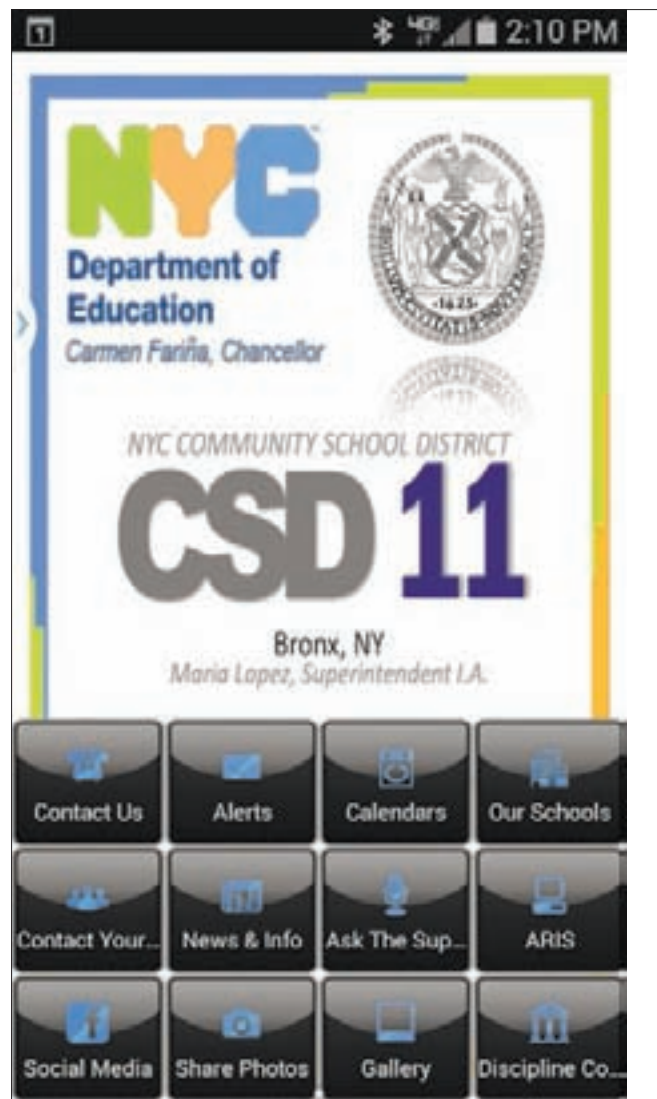 1 2:10 PM
NYC
Department of
Education
Carmen Fariña, Chancellor
NYC COMMUNITY SCHOOL DISTRICT
CSD 11
Bronx, NY
Maria Lopez, Superintendent I.A.
Contact Us Alerts Calendars Our Schools
Contact Your... News & Info Ask The Sup... ARIS
Social Media Share Photos Gallery Discipline Co...